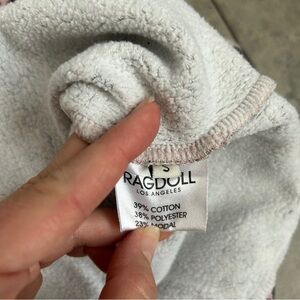 S
RAGDOLL
LOS ANGELES
39% COTTON
38% POLYESTER
23% MODAL